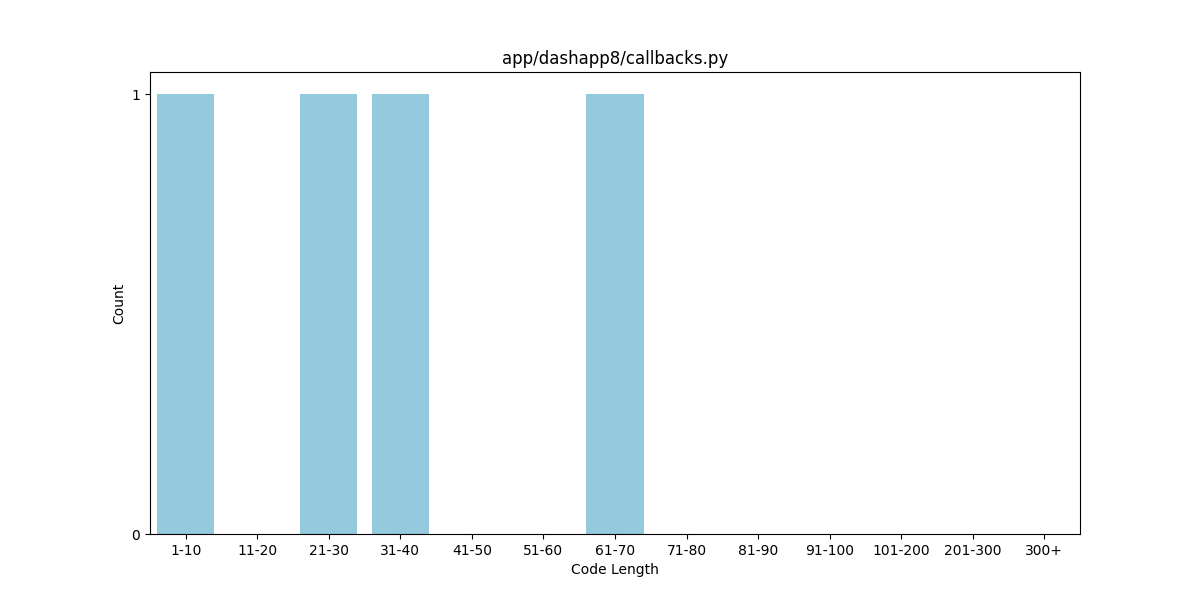 app/dashapp8/callbacks.py
1
Count
0
1-10 11-20 21-30 31-40 41-50 51-60 61-70 71-80 81-90 91-100 101-200 201-300 300+
Code Length